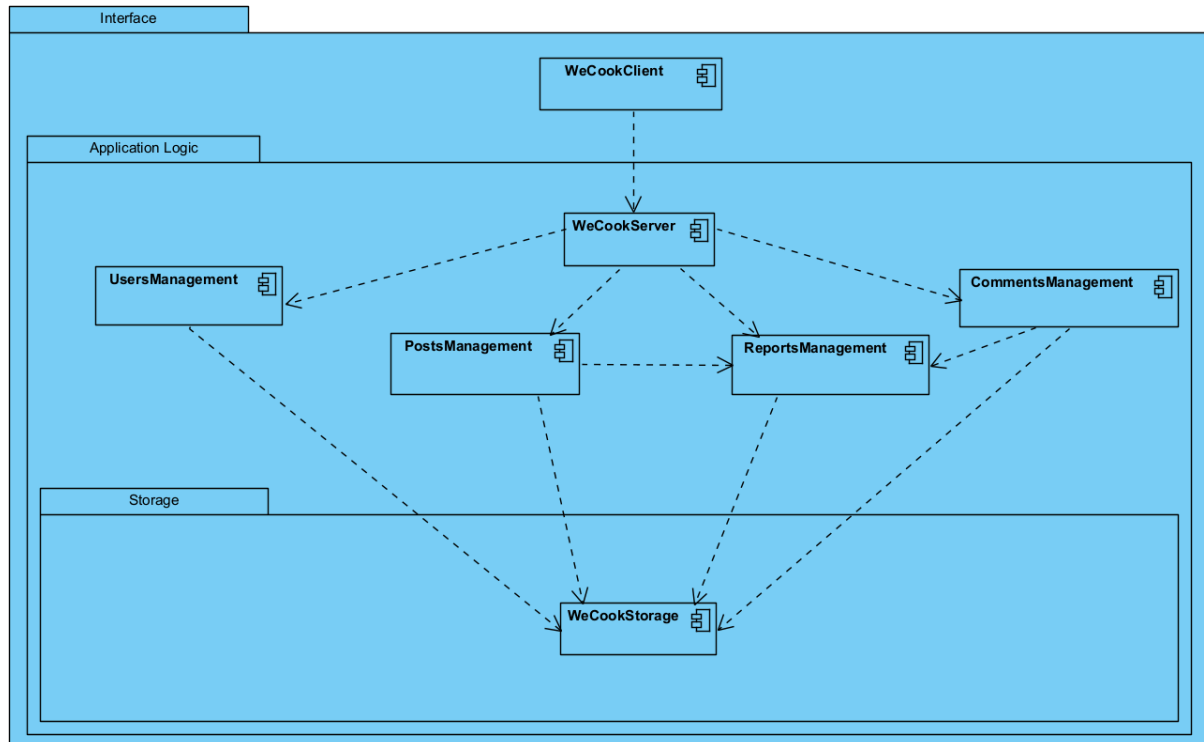 Interface
WeCookClient
Application Logic
WeCookServer
UsersManagement
CommentsManagement
PostsManagement
ReportsManagement
Storage
WeCookStorage